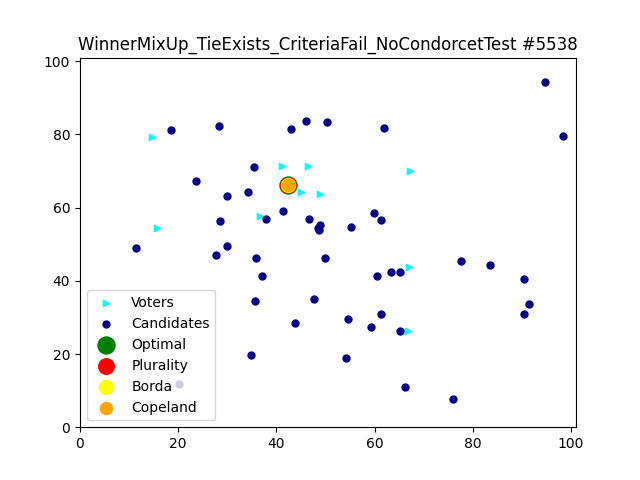 WinnerMixUp_TieExists_CriteriaFail_NoCondorcetTest #5538
100
80
60
40
20
0
Voters
Candidates
Optimal
Plurality
Borda
Copeland
0 20 40 60 80 100